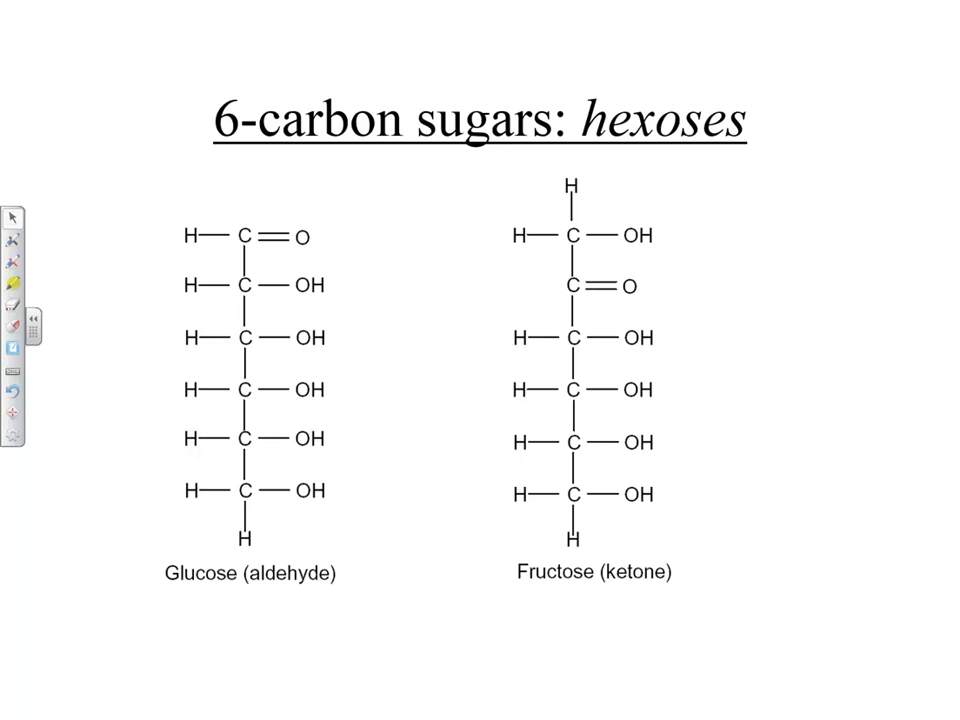 6-carbon sugars: hexoses
H
H C O H C OH
H C OH C O
H C OH H C OH
H C OH H C OH
H C OH H C OH
H C OH H C OH
H H
Glucose (aldehyde) Fructose (ketone)